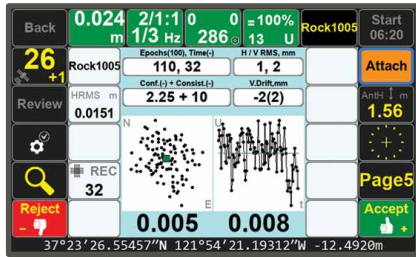 Back
0.024 m
2/1:1
1/3 Hz
0 0
286
=100%
13 U
Rock1005
Start
06:20
26
+1
Rock1005
Epochs(100), Time(-)
110, 32
H / V RMS, mm
1, 2
Attach
Review
HRMS m
0.0151
Conf.(-) + Consist.(-)
2.25 + 10
V.Drift,mm
-2(2)
AntH m
1.56
N
E
U
t
REC
32
Page5
Reject
-
0.005
0.008
Accept
+
37°23'26.55457"N 121°54'21.19312"W -12.4920m